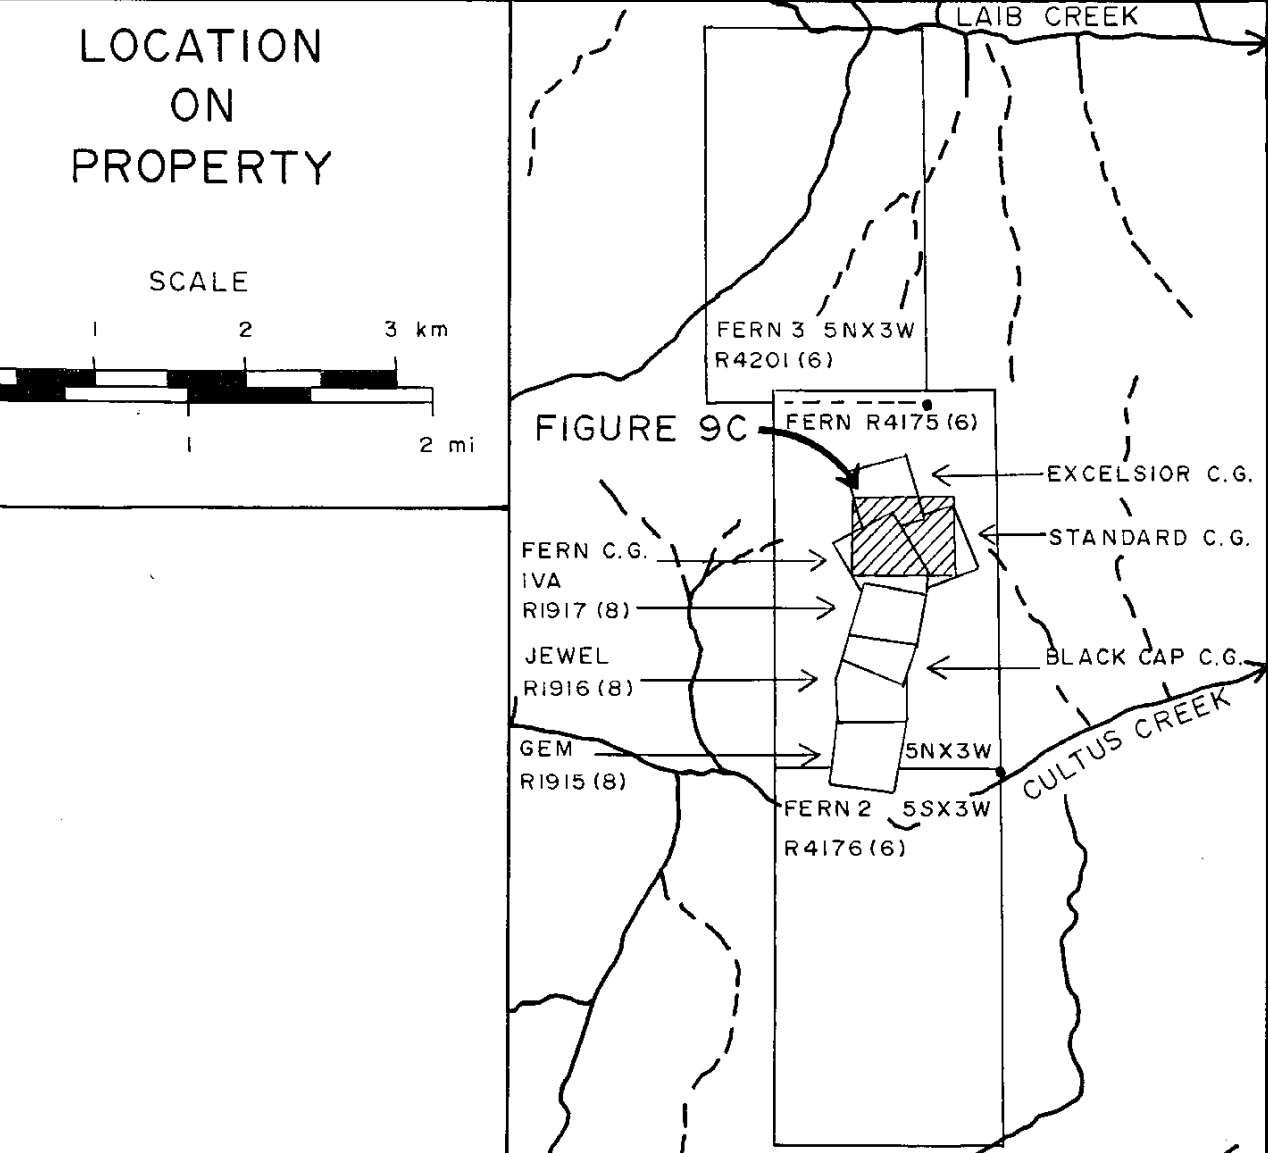 LOCATION
ON
PROPERTY
SCALE
1 2 3 km
1 2 mi
LAIB CREEK
FERN 3 5NX3W
R4201(6)
FIGURE 9C
FERN R4175(6)
EXCELSIOR C.G.
STANDARD C.G.
FERN C.G.
IVA
R1917(8)
JEWEL
R1916(8)
BLACK CAP C.G.
GEM
R1915(8)
5NX3W
CULTUS CREEK
FERN 2 5SX3W
R4176(6)